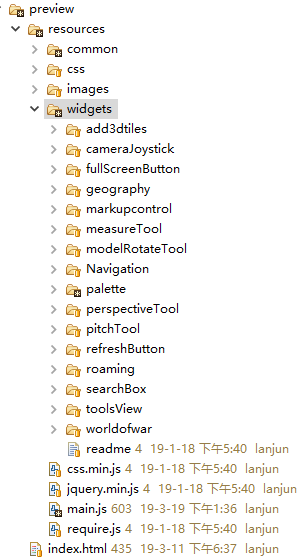 preview
resources
common
css
images
widgets
add3dtiles
cameraJoystick
fullScreenButton
geography
markupcontrol
measureTool
modelRotateTool
Navigation
palette
perspectiveTool
pitchTool
refreshButton
roaming
searchBox
toolsView
worldofwar
readme 4 19-1-18 下午5:40 lanjun
css.min.js 4 19-1-18 下午5:40 lanjun
jquery.min.js 4 19-1-18 下午5:40 lanjun
main.js 603 19-3-19 下午1:36 lanjun
require.js 4 19-1-18 下午5:40 lanjun
index.html 435 19-3-11 下午6:37 lanjun